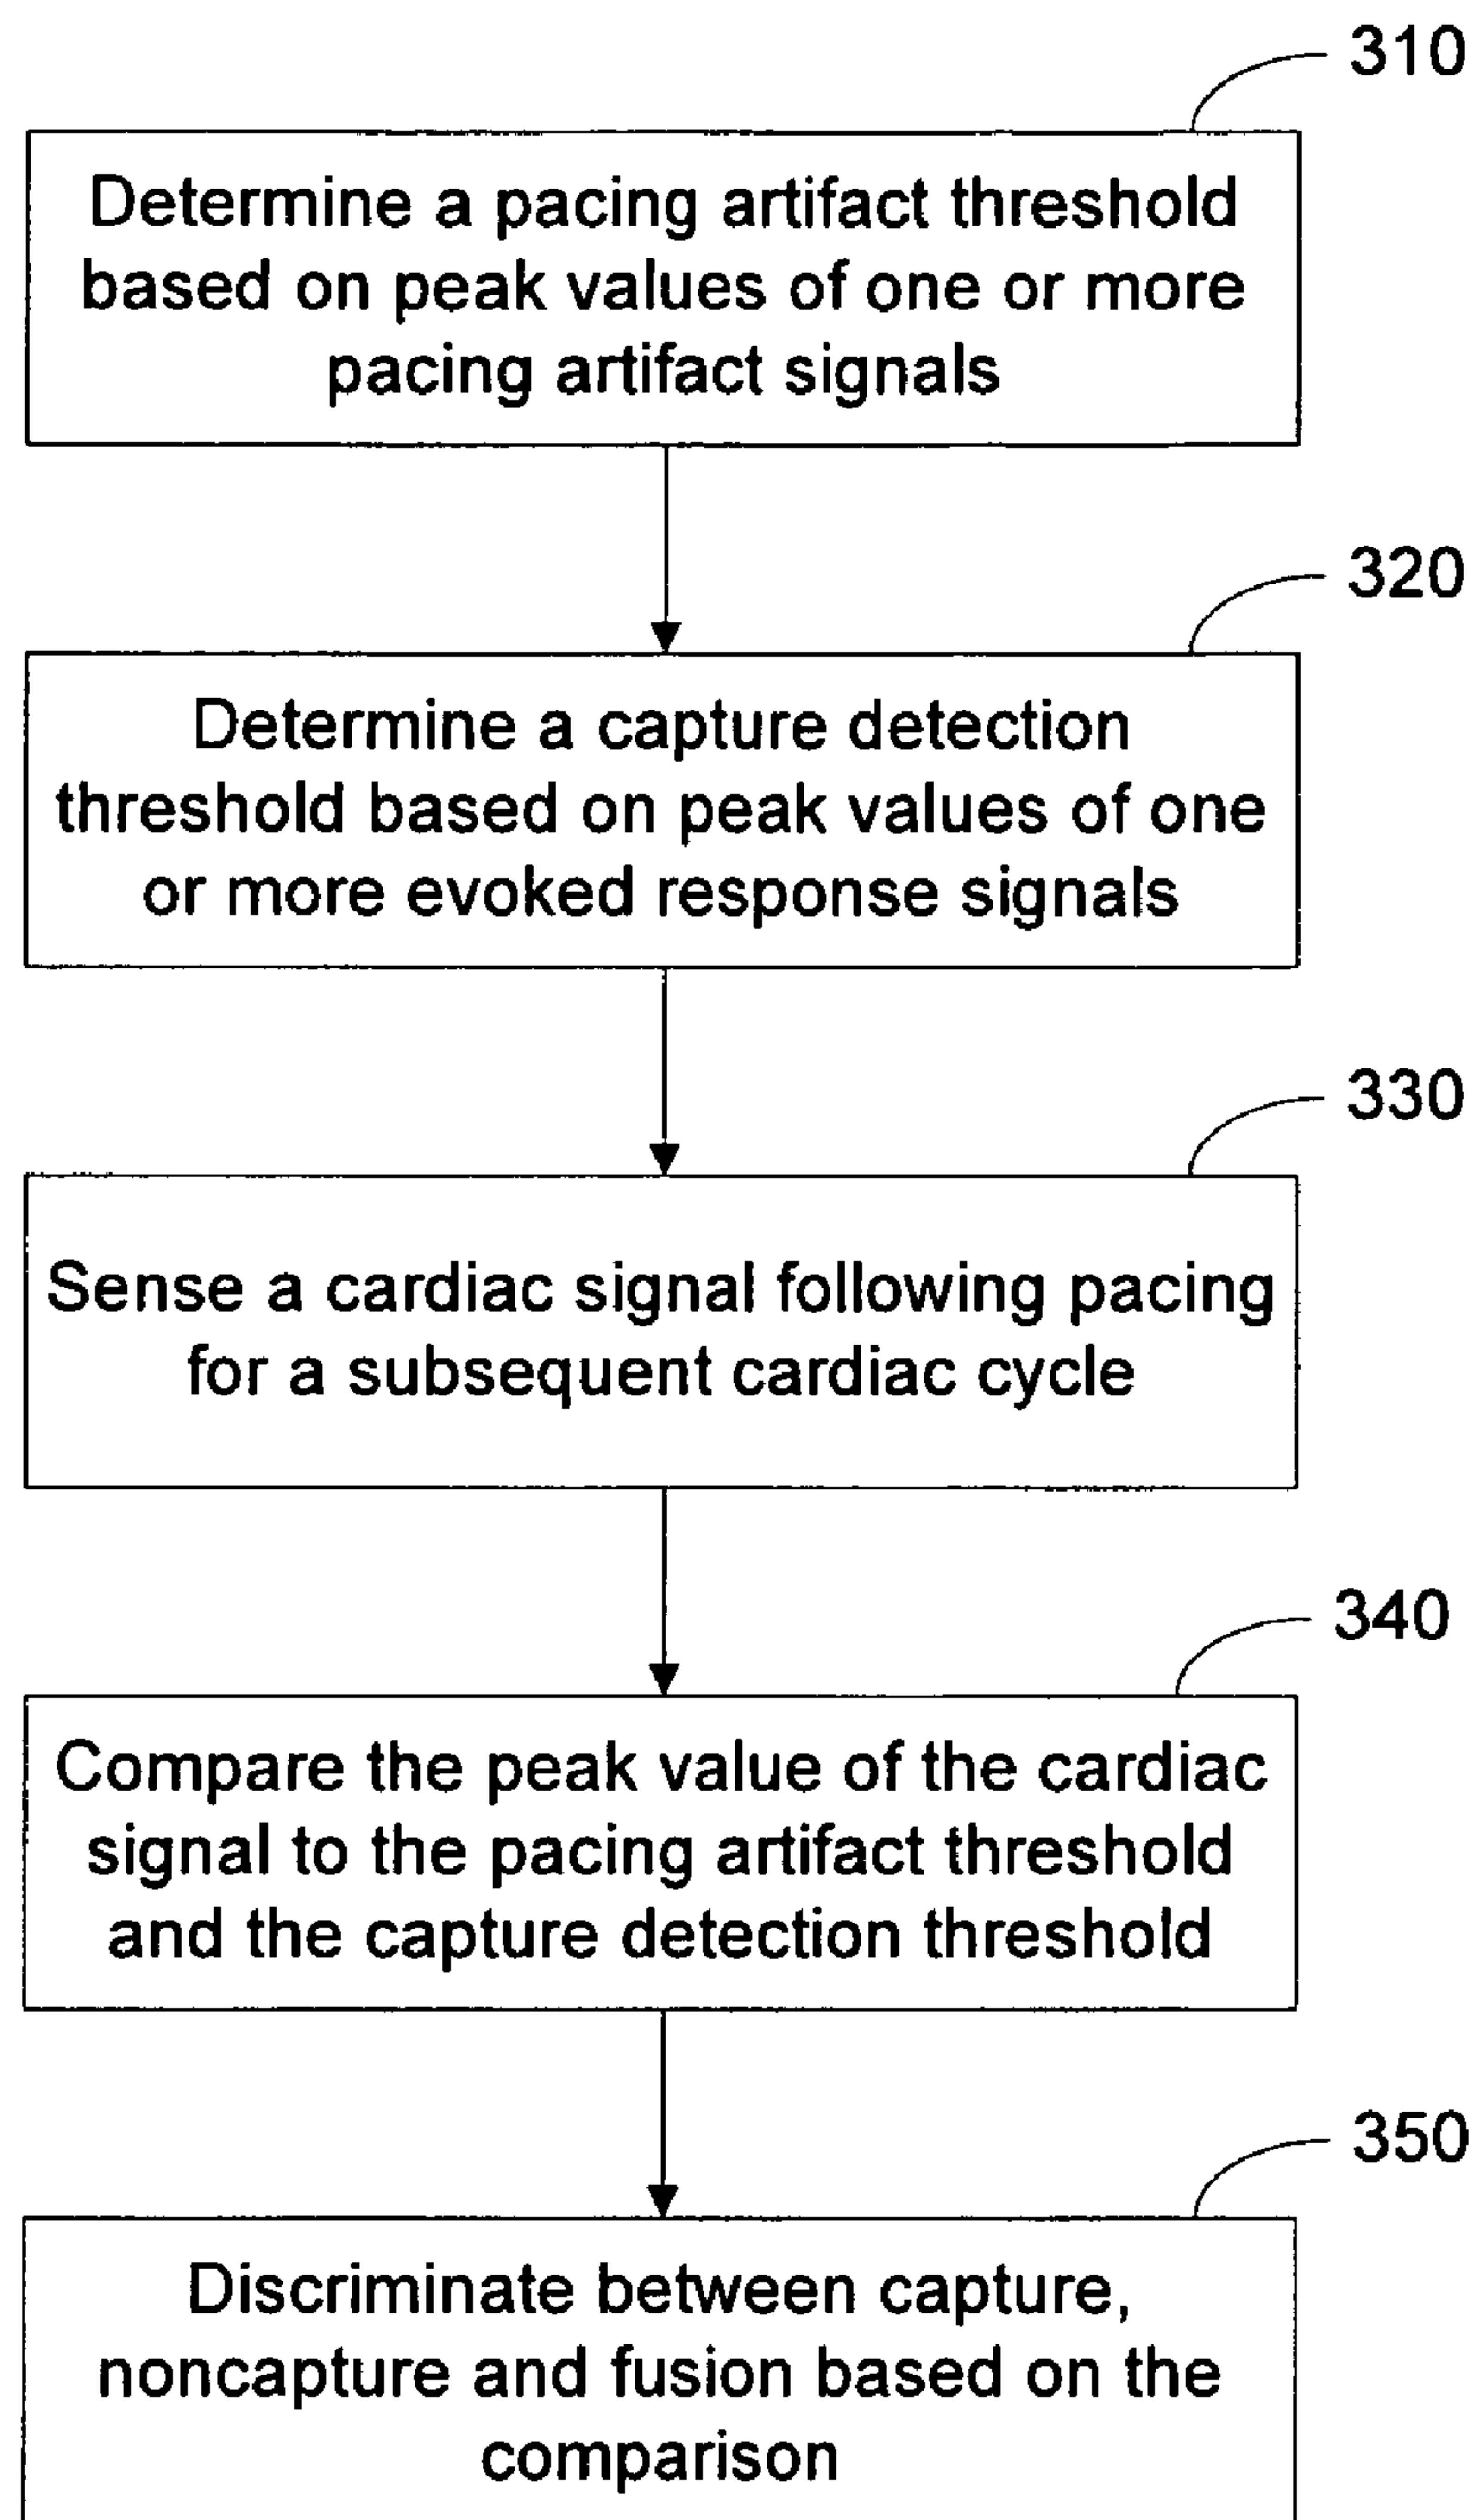 310
Determine a pacing artifact threshold
based on peak values of one or more
pacing artifact signals
320
Determine a capture detection
threshold based on peak values of one
or more evoked response signals
330
Sense a cardiac signal following pacing
for a subsequent cardiac cycle
340
Compare the peak value of the cardiac
signal to the pacing artifact threshold
and the capture detection threshold
350
Discriminate between capture,
noncapture and fusion based on the
comparison